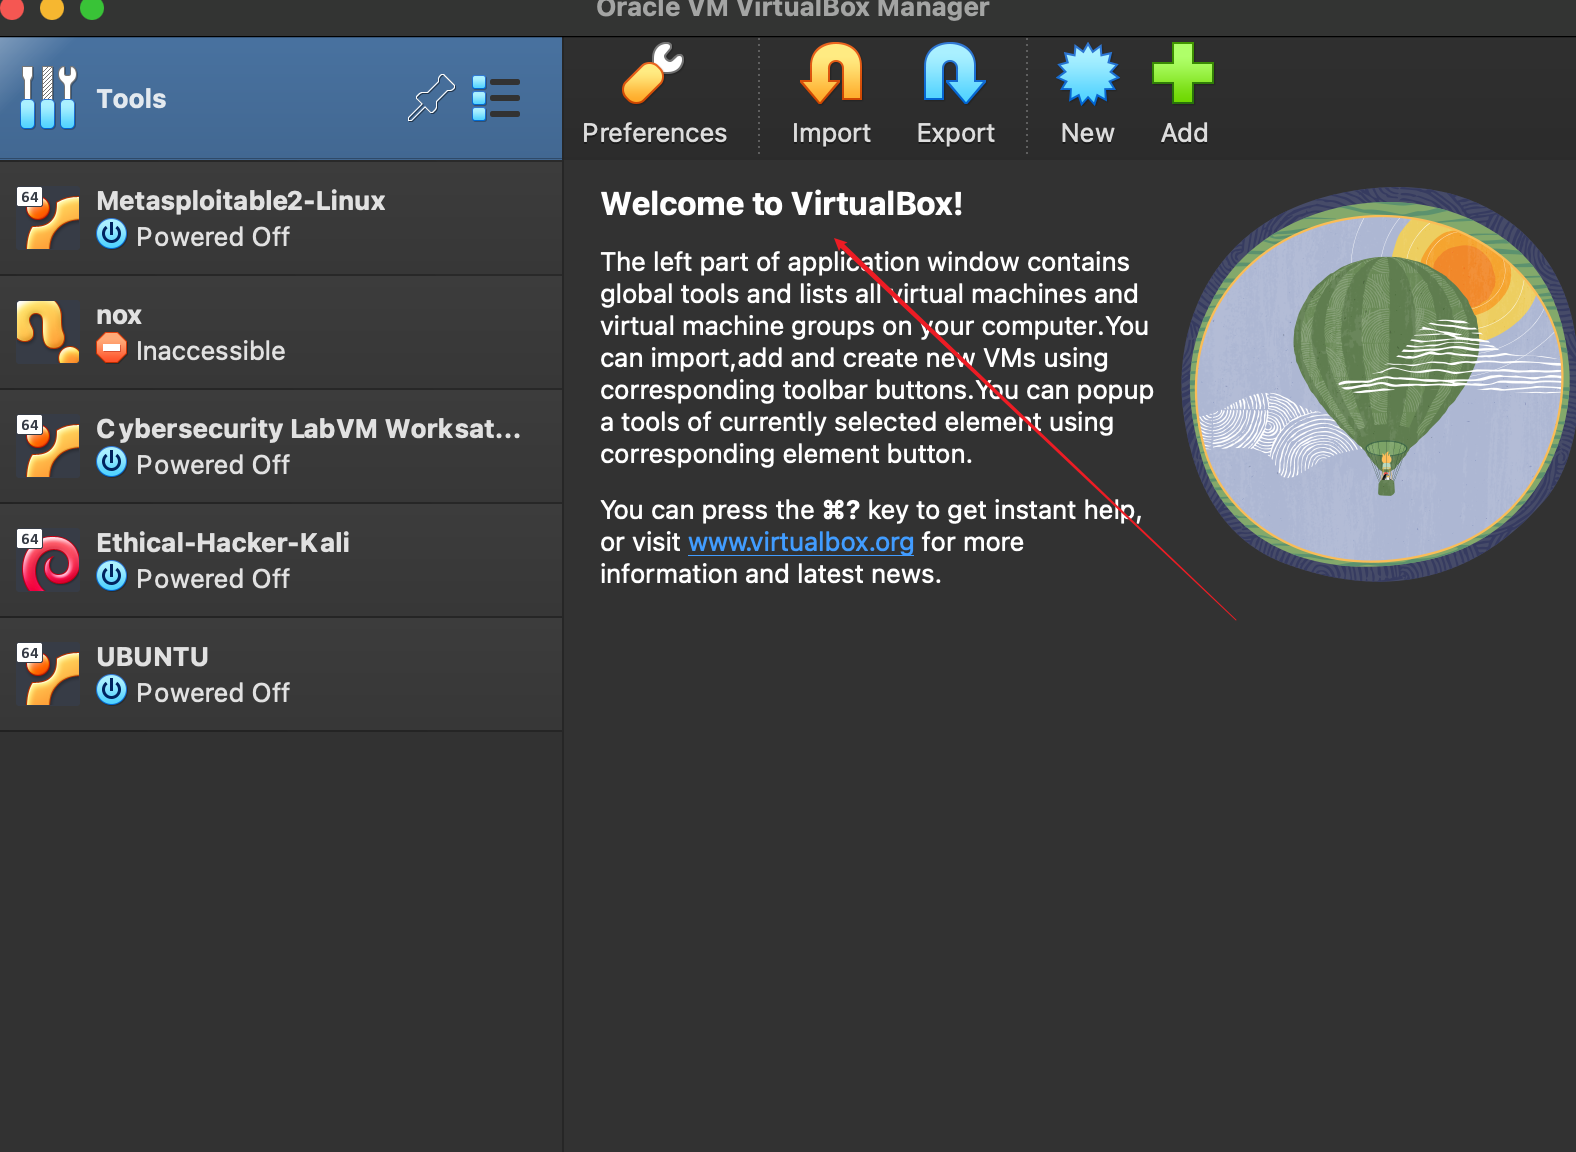 Oracle VM VirtualBox Manager
Tools
Preferences
Import
Export
New
Add
64
Metasploitable2-Linux
Powered Off
nox
Inaccessible
64
Cybersecurity LabVM Worksat...
Powered Off
64
Ethical-Hacker-Kali
Powered Off
64
UBUNTU
Powered Off
Welcome to VirtualBox!
The left part of application window contains
global tools and lists all virtual machines and
virtual machine groups on your computer.You
can import,add and create new VMs using
corresponding toolbar buttons.You can popup
a tools of currently selected element using
corresponding element button.
You can press the ⌘? key to get instant help,
or visit www.virtualbox.org for more
information and latest news.